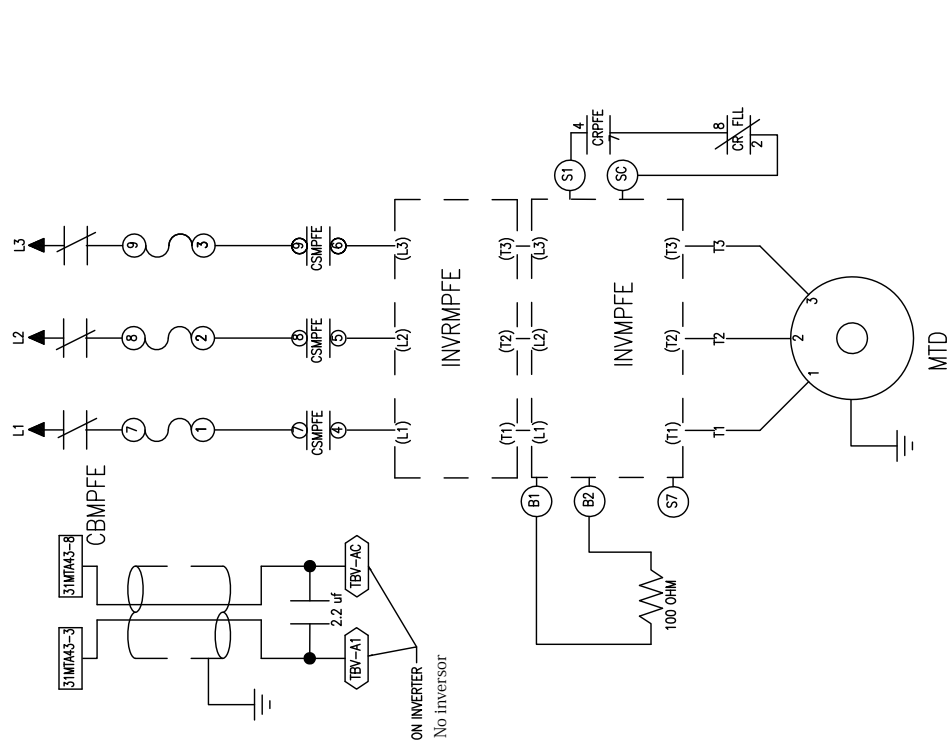 L1
L2
L3
7
8
9
1
2
3
CBMPFE
7
8
9
CSMPFE
CSMPFE
CSMPFE
4
5
6
(L1)
(L2)
(L3)
INVRMPFE
(T1)
(T2)
(T3)
(L1)
(L2)
(L3)
INVMPFE
(T1)
(T2)
(T3)
T1
T2
T3
1
2
3
MTD
S1
SC
4
CRPFE
7
8
CR FLL
2
B1
B2
S7
100 OHM
31MTA43-3
31MTA43-8
2.2 uf
TBV-A1
TBV-AC
ON INVERTER
No inversor